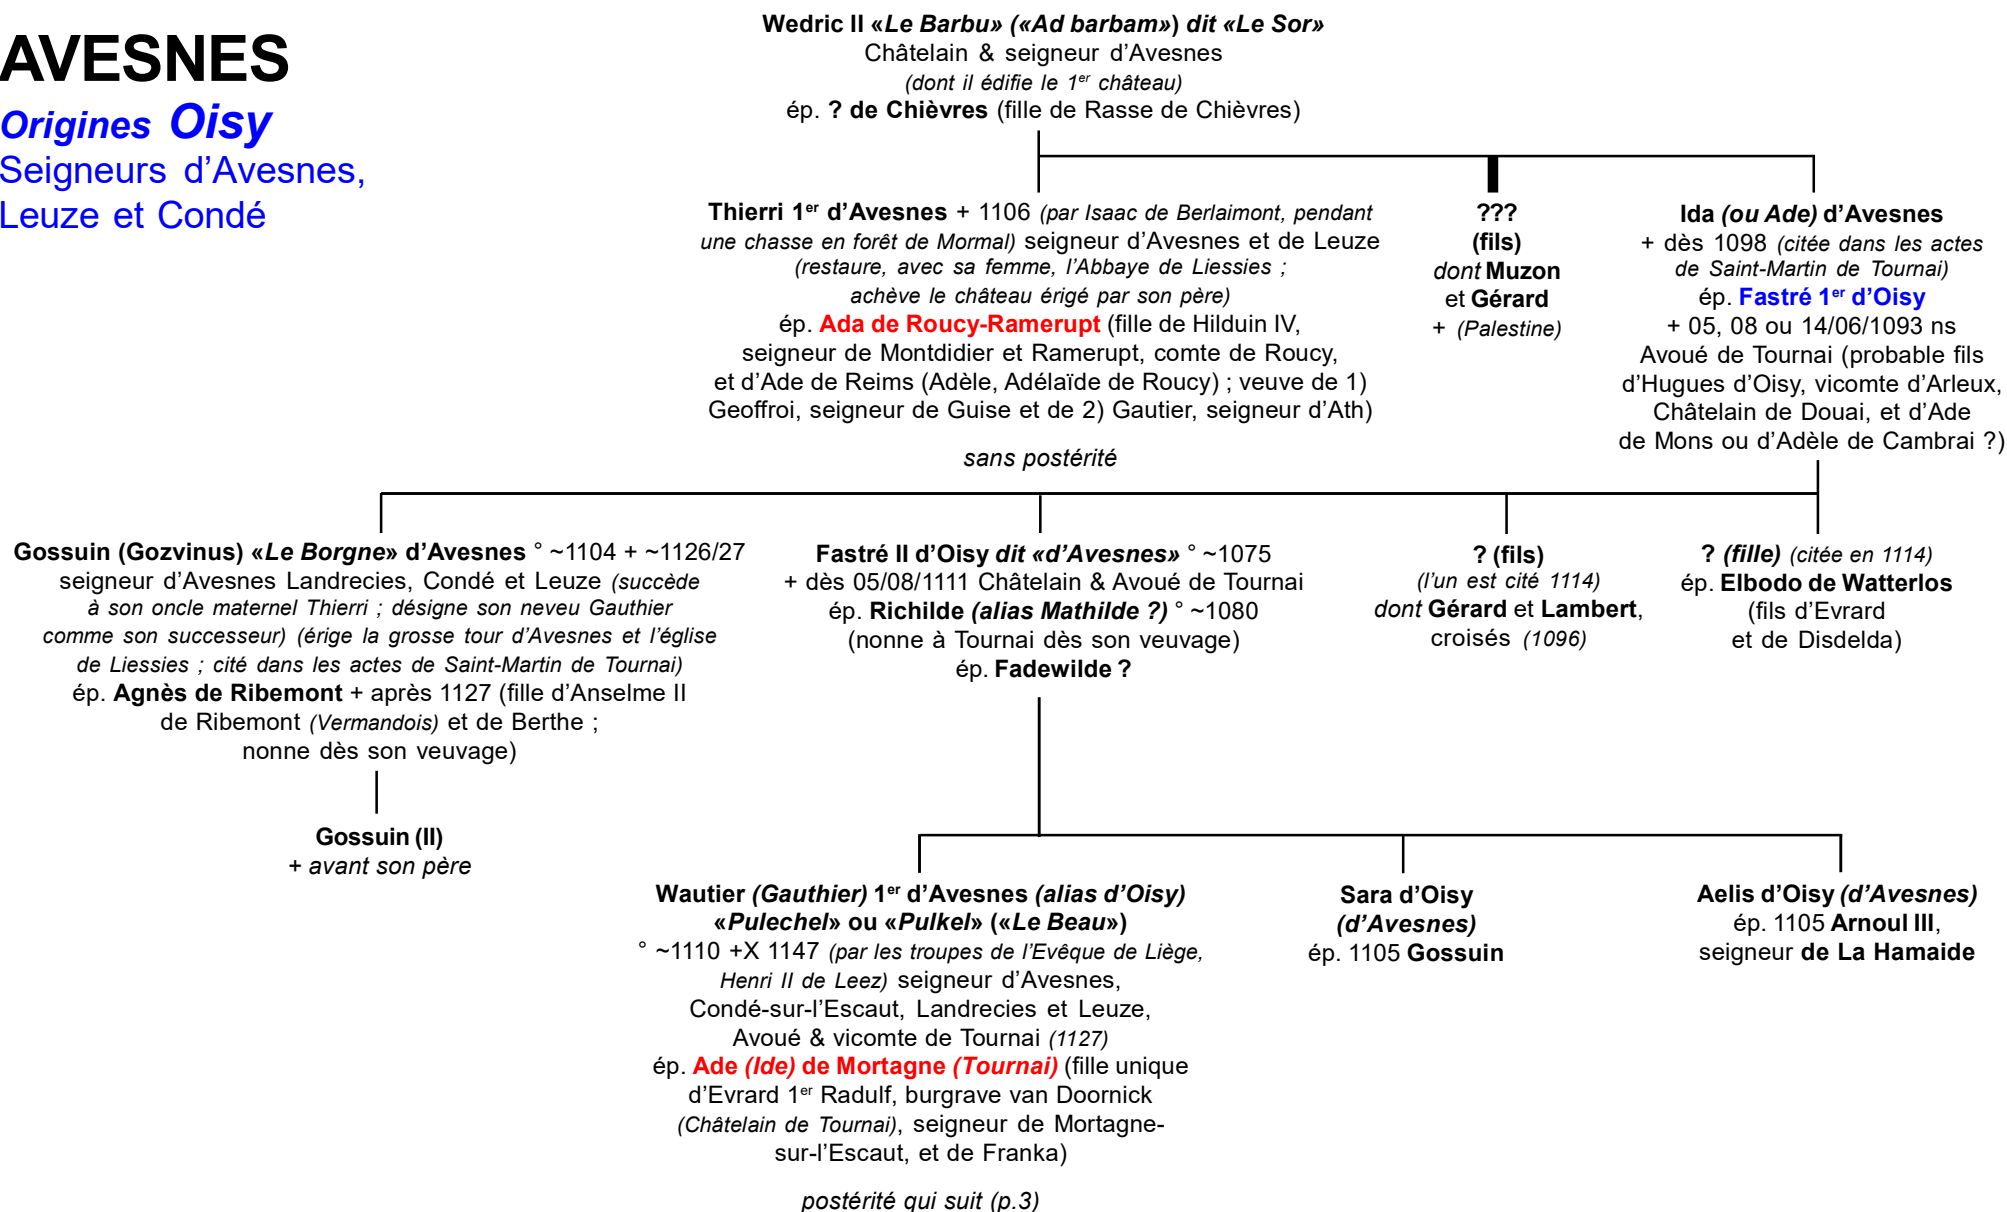 AVESNES
Origines Oisy
Seigneurs d’Avesnes,
Leuze et Condé
Wedric II «Le Barbu» («Ad barbam») dit «Le Sor»
Châtelain & seigneur d’Avesnes
(dont il édifie le 1er château)
ép. ? de Chièvres (fille de Rasse de Chièvres)
Thierri 1er d’Avesnes + 1106 (par Isaac de Berlaimont, pendant
une chasse en forêt de Mormal) seigneur d’Avesnes et de Leuze
(restaure, avec sa femme, l’Abbaye de Liessies ;
achève le château érigé par son père)
ép. Ada de Roucy-Ramerupt (fille de Hilduin IV,
seigneur de Montdidier et Ramerupt, comte de Roucy,
et d’Ade de Reims (Adèle, Adélaïde de Roucy) ; veuve de 1)
Geoffroi, seigneur de Guise et de 2) Gautier, seigneur d’Ath)
sans postérité
???
(fils)
dont Muzon
et Gérard
+ (Palestine)
Ida (ou Ade) d’Avesnes
+ dès 1098 (citée dans les actes
de Saint-Martin de Tournai)
ép. Fastré 1er d’Oisy
+ 05, 08 ou 14/06/1093 ns
Avoué de Tournai (probable fils
d’Hugues d’Oisy, vicomte d’Arleux,
Châtelain de Douai, et d’Ade
de Mons ou d’Adèle de Cambrai ?)
Gossuin (Gozvinus) «Le Borgne» d’Avesnes ° ~1104 + ~1126/27
seigneur d’Avesnes Landrecies, Condé et Leuze (succède
à son oncle maternel Thierri ; désigne son neveu Gauthier
comme son successeur) (érige la grosse tour d’Avesnes et l’église
de Liessies ; cité dans les actes de Saint-Martin de Tournai)
ép. Agnès de Ribemont + après 1127 (fille d’Anselme II
de Ribemont (Vermandois) et de Berthe ;
nonne dès son veuvage)
Fastré II d’Oisy dit «d’Avesnes» ° ~1075
+ dès 05/08/1111 Châtelain & Avoué de Tournai
ép. Richilde (alias Mathilde ?) ° ~1080
(nonne à Tournai dès son veuvage)
ép. Fadewilde ?
? (fils)
(l’un est cité 1114)
dont Gérard et Lambert,
croisés (1096)
? (fille) (citée en 1114)
ép. Elbodo de Watterlos
(fils d’Evrard
et de Disdelda)
Gossuin (II)
+ avant son père
Wautier (Gauthier) 1er d’Avesnes (alias d’Oisy)
«Pulechel» ou «Pulkel» («Le Beau»)
° ~1110 +X 1147 (par les troupes de l’Evêque de Liège,
Henri II de Leez) seigneur d’Avesnes,
Condé-sur-l’Escaut, Landrecies et Leuze,
Avoué & vicomte de Tournai (1127)
ép. Ade (Ide) de Mortagne (Tournai) (fille unique
d’Evrard 1er Radulf, burgrave van Doornick
(Châtelain de Tournai), seigneur de Mortagne-
sur-l’Escaut, et de Franka)
postérité qui suit (p.3)
Sara d’Oisy
(d’Avesnes)
ép. 1105 Gossuin
Aelis d’Oisy (d’Avesnes)
ép. 1105 Arnoul III,
seigneur de La Hamaide